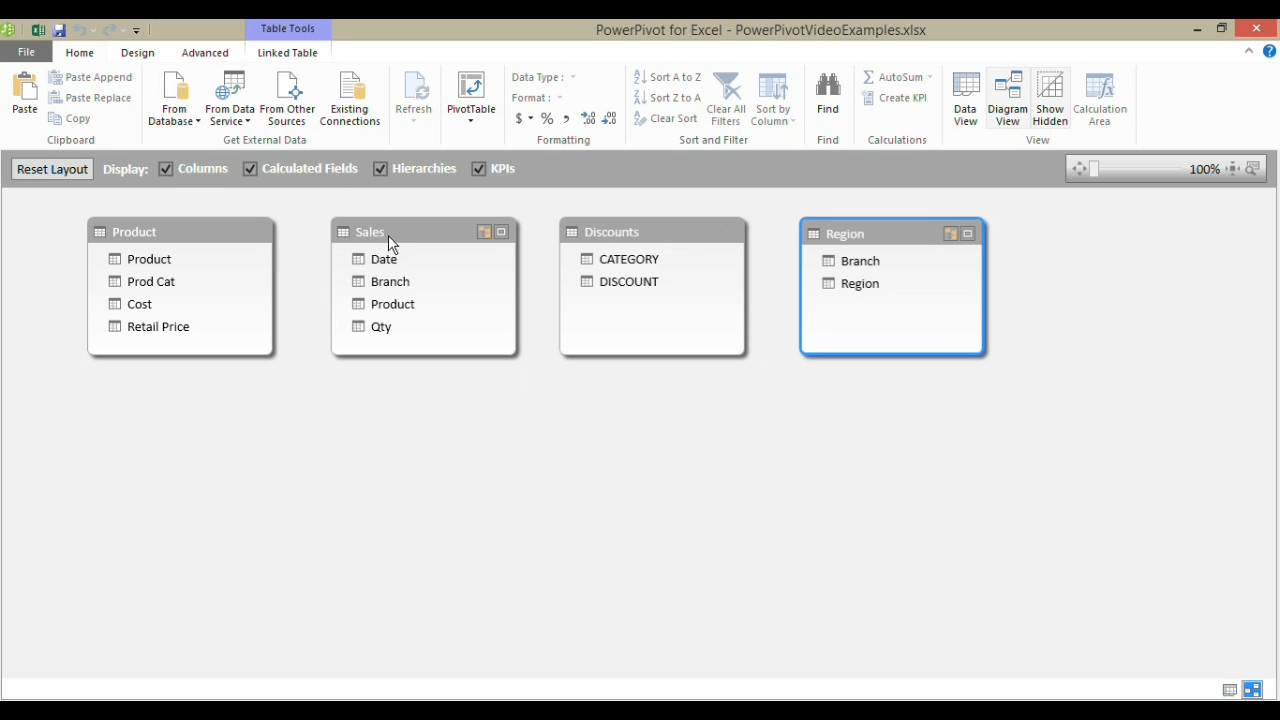 Table Tools
PowerPivot for Excel - PowerPivotVideoExamples.xlsx
File Home Design Advanced Linked Table
Paste
Paste Append
Paste Replace
Copy
Clipboard
From Database
From Data Service
From Other Sources
Existing Connections
Get External Data
Refresh
PivotTable
Data Type :
Format :
$ % ,
Formatting
Sort A to Z
Sort Z to A
Clear Sort
Clear All Filters
Sort by Column
Sort and Filter
Find
Find
AutoSum
Create KPI
Calculations
Data View
Diagram View
Show Hidden
Calculation Area
View
Reset Layout Display: Columns Calculated Fields Hierarchies KPIs 100%
Product
Product
Prod Cat
Cost
Retail Price
Sales
Date
Branch
Product
Qty
Discounts
CATEGORY
DISCOUNT
Region
Branch
Region